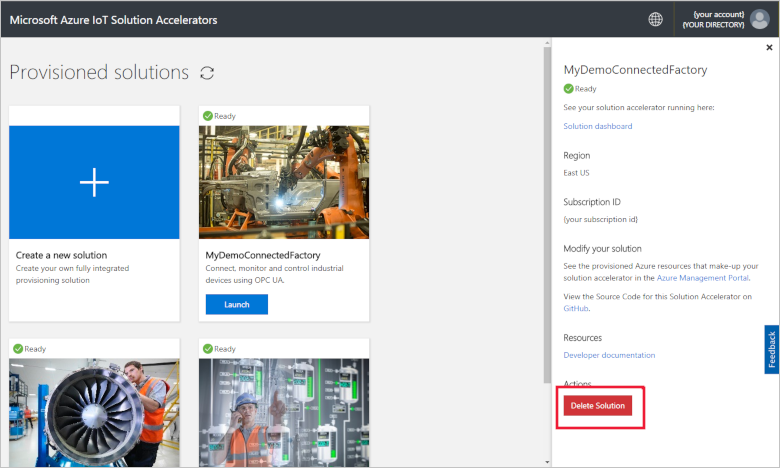 Microsoft Azure IoT Solution Accelerators
{your account}
{YOUR DIRECTORY}
Provisioned solutions
Create a new solution
Create your own fully integrated
provisioning solution
Ready
MyDemoConnectedFactory
Connect, monitor and control industrial
devices using OPC UA.
Launch
Ready
Ready
MyDemoConnectedFactory
Ready
See your solution accelerator running here:
Solution dashboard
Region
East US
Subscription ID
{your subscription id}
Modify your solution
See the provisioned Azure resources that make-up your
solution accelerator in the Azure Management Portal.
View the Source Code for this Solution Accelerator on
GitHub.
Resources
Developer documentation
Actions
Delete Solution
Feedback